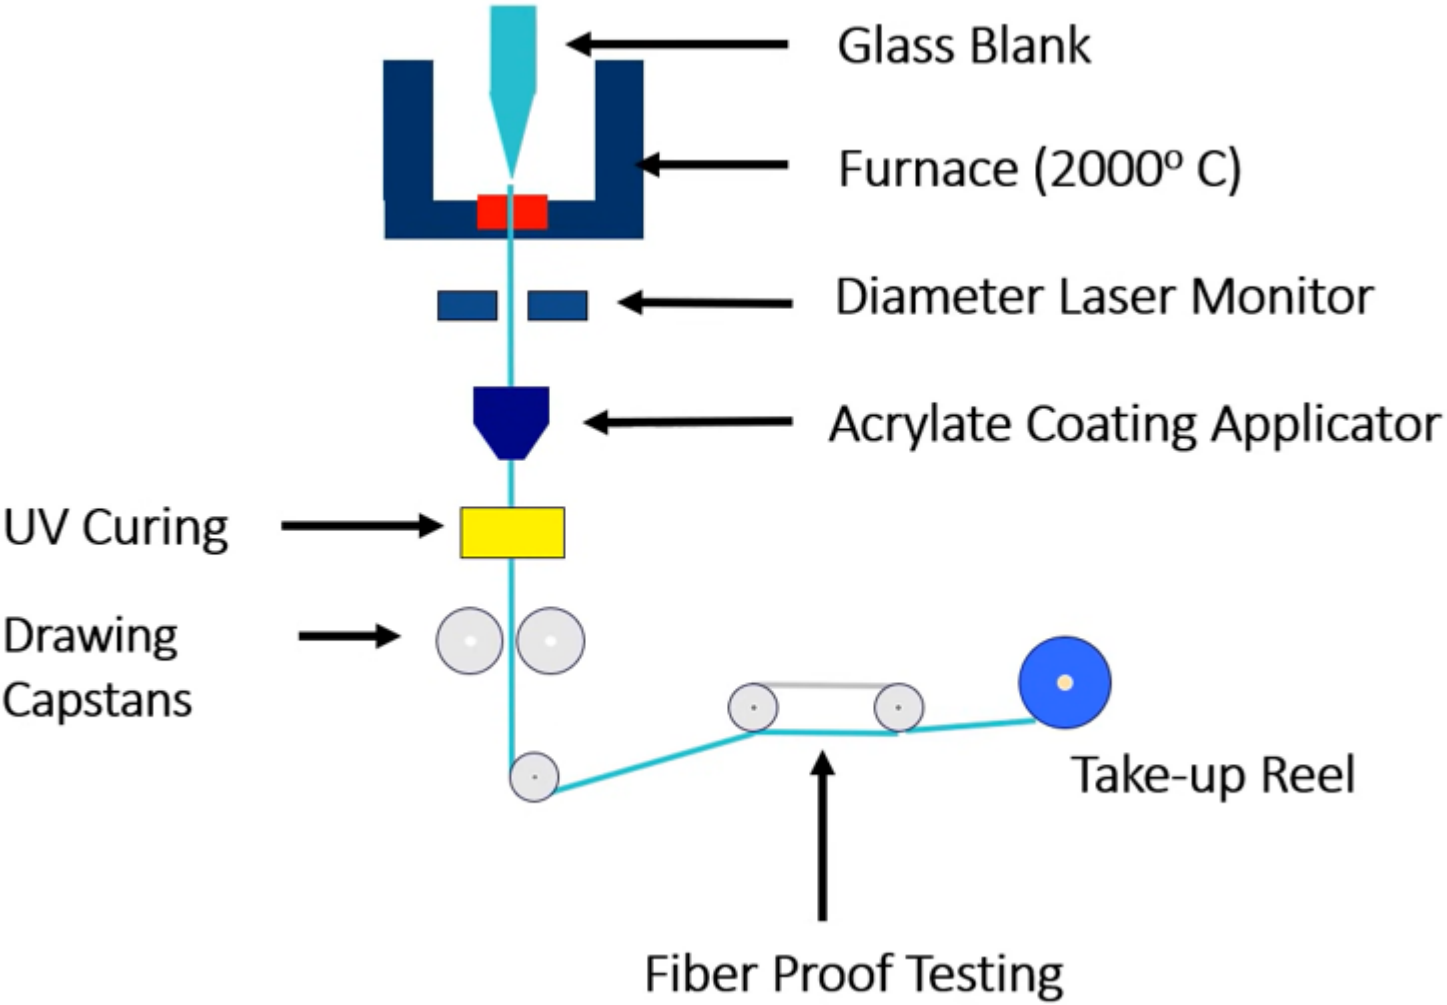 Glass Blank
Furnace (2000º C)
Diameter Laser Monitor
Acrylate Coating Applicator
UV Curing
Drawing
Capstans
Take-up Reel
Fiber Proof Testing